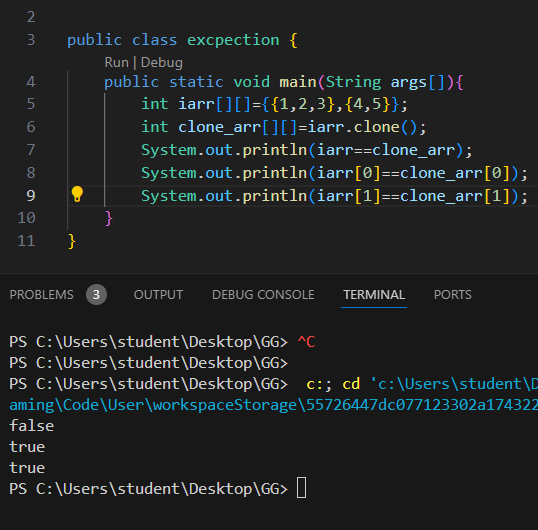 2
3 public class excpection {
Run | Debug
4 public static void main(String args[]){
5 int iarr[][]={{1,2,3},{4,5}};
6 int clone_arr[][]=iarr.clone();
7 System.out.println(iarr==clone_arr);
8 System.out.println(iarr[0]==clone_arr[0]);
9 System.out.println(iarr[1]==clone_arr[1]);
10 }
11 }
PROBLEMS 3 OUTPUT DEBUG CONSOLE TERMINAL PORTS
PS C:\Users\student\Desktop\GG> ^C
PS C:\Users\student\Desktop\GG>
PS C:\Users\student\Desktop\GG> c:; cd 'c:\Users\student\D
aming\Code\User\workspaceStorage\55726447dc077123302a174322
false
true
true
PS C:\Users\student\Desktop\GG>